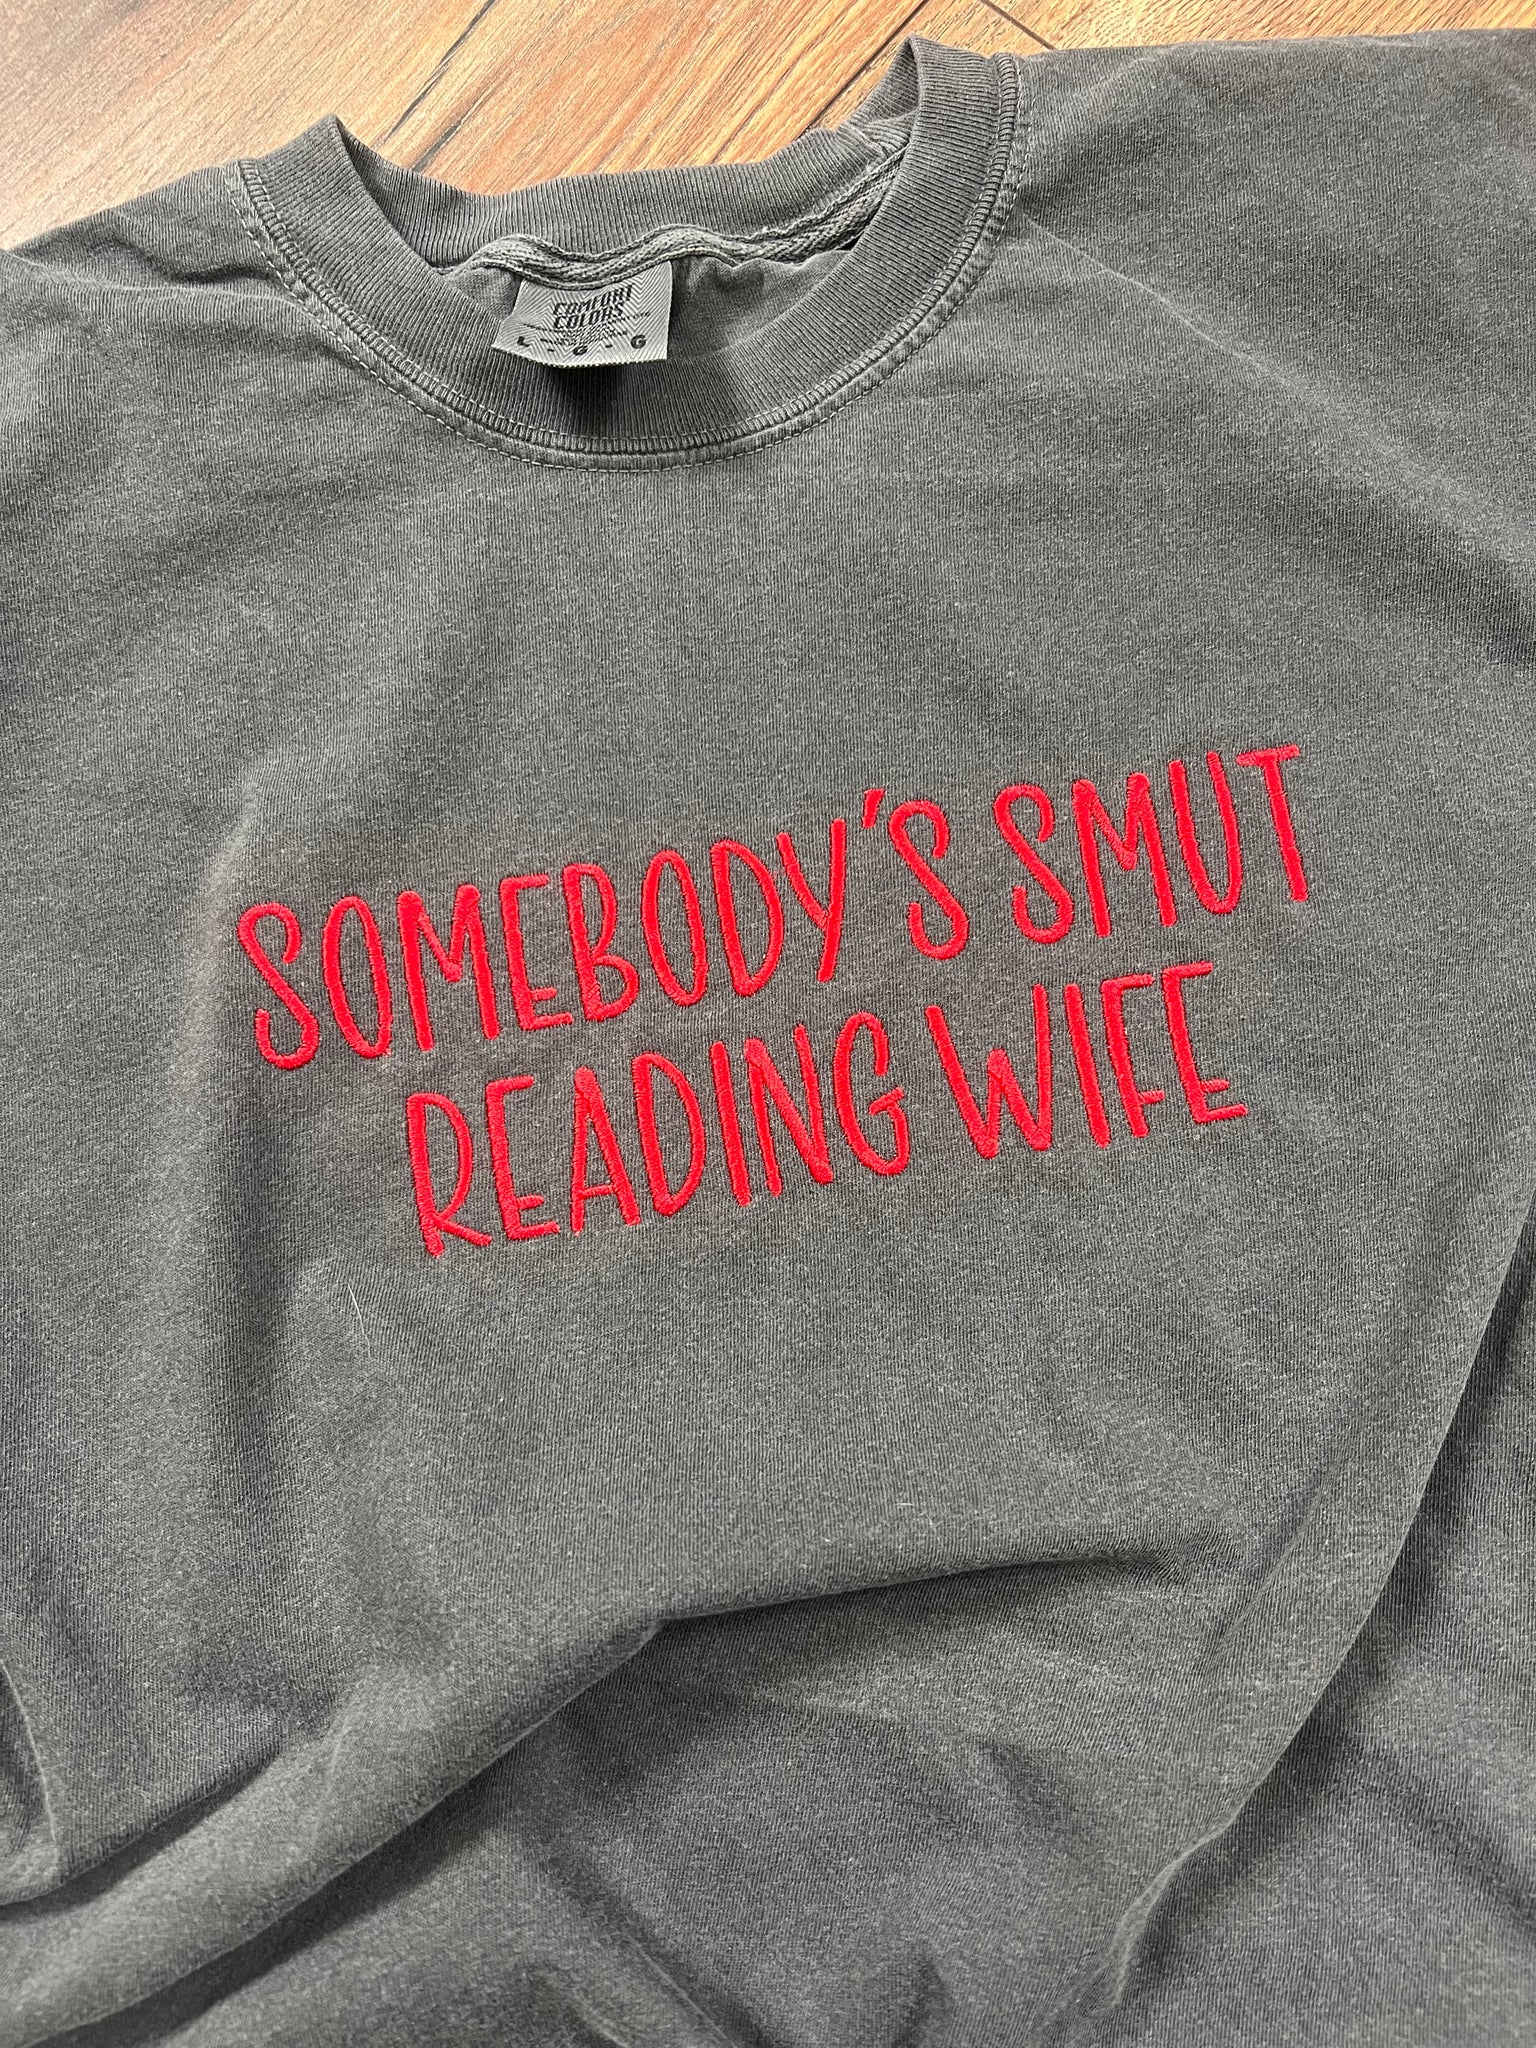 COMFORT
COLORS
L - G - G
SOMEBODY'S SMUT
READING WIFE